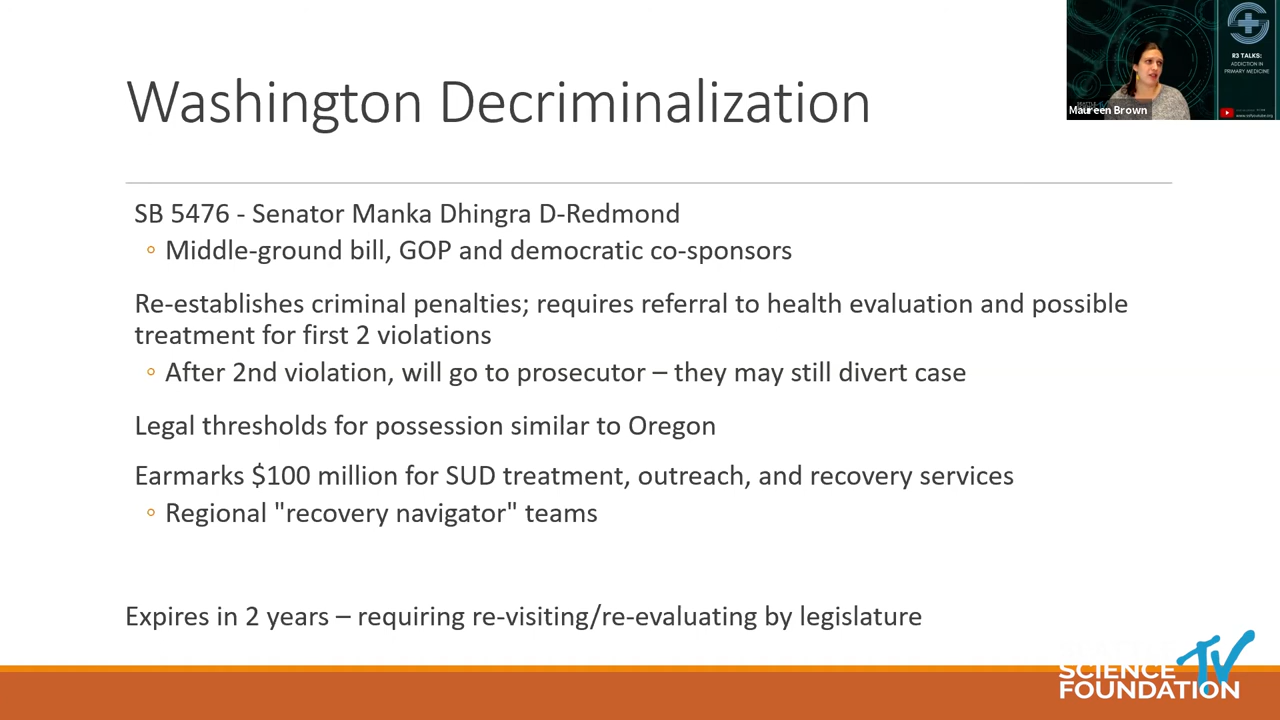 Washington Decriminalization
SB 5476 - Senator Manka Dhingra D-Redmond
Middle-ground bill, GOP and democratic co-sponsors
Re-establishes criminal penalties; requires referral to health evaluation and possible
treatment for first 2 violations
After 2nd violation, will go to prosecutor – they may still divert case
Legal thresholds for possession similar to Oregon
Earmarks $100 million for SUD treatment, outreach, and recovery services
Regional "recovery navigator" teams
Expires in 2 years – requiring re-visiting/re-evaluating by legislature
R3 TALKS:
ADDICTION IN
PRIMARY MEDICINE
Maureen Brown
SCIENCE TV
FOUNDATION